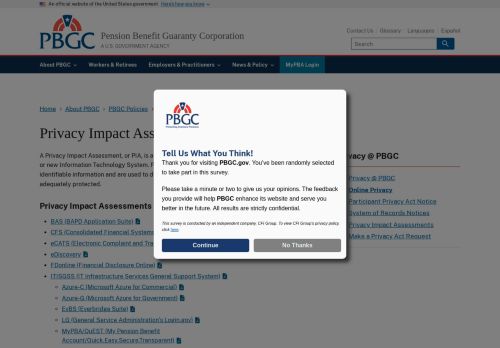 An official website of the United States government Here's how you know
PBGC
Pension Benefit Guaranty Corporation
A U.S. GOVERNMENT AGENCY
Contact Us Glossary Languages Español
Search
About PBGC Workers & Retirees Employers & Practitioners News & Policy MyPBA Login
Home > About PBGC > PBGC Policies >
Privacy Impact Ass
A Privacy Impact Assessment, or PIA, is a
or new Information Technology System. F
identifiable information and are used to d
adequately protected.
Privacy Impact Assessments
BAS (BAPD Application Suite)
CFS (Consolidated Financial Systems
eCATS (Electronic Complaint and Tra
eDiscovery
FDonline (Financial Disclosure Online)
ITISGSS (IT Infrastructure Services General Support System)
Azure-C (Microsoft Azure for Commercial)
Azure-G (Microsoft Azure for Government)
EvBS (Everbridge Suite)
LG (General Service Administration's Login.gov)
MyPBA/QuEST (My Pension Benefit
Account/Quick,Easy,Secure,Transparent)
PBGC
Protecting America's Pensions
Tell Us What You Think!
Thank you for visiting PBGC.gov. You've been randomly selected
to take part in this survey.
Please take a minute or two to give us your opinions. The feedback
you provide will help PBGC enhance its website and serve you
better in the future. All results are strictly confidential.
This survey is conducted by an independent company, CFI Group. To view CFI Group's privacy policy,
click here.
Continue
No Thanks
ivacy @ PBGC
Privacy @ PBGC
Online Privacy
Participant Privacy Act Notice
System of Records Notices
Privacy Impact Assessments
Make a Privacy Act Request